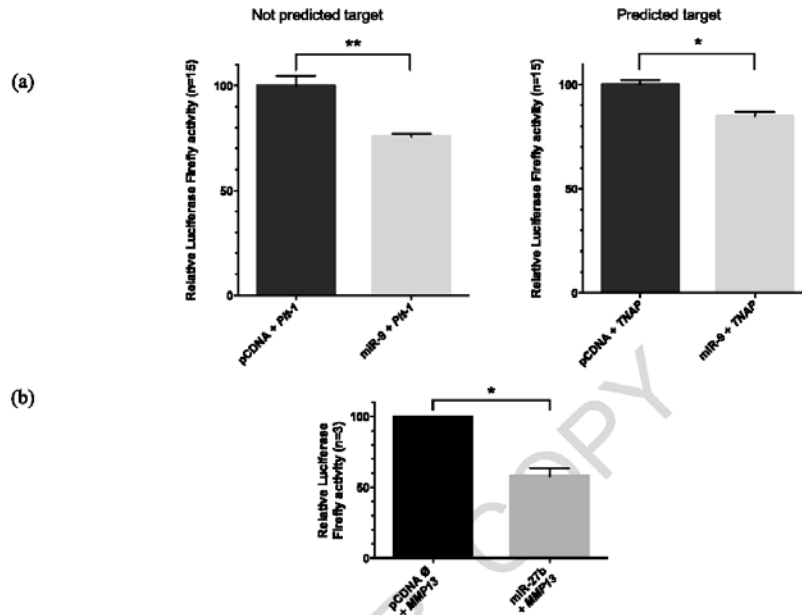 Not predicted target
Predicted target
(a)
Relative Luciferase Firefly activity (n=15)
**
100
50
0
pCDNA + Pit-1
miR-9 + Pit-1
Relative Luciferase Firefly activity (n=15)
*
100
50
0
pCDNA + TNAP
miR-9 + TNAP
(b)
Relative Luciferase
Firefly activity (n=3)
*
100
50
0
pCDNA Ø
+ MMP13
miR-27b
+ MMP13
COPY